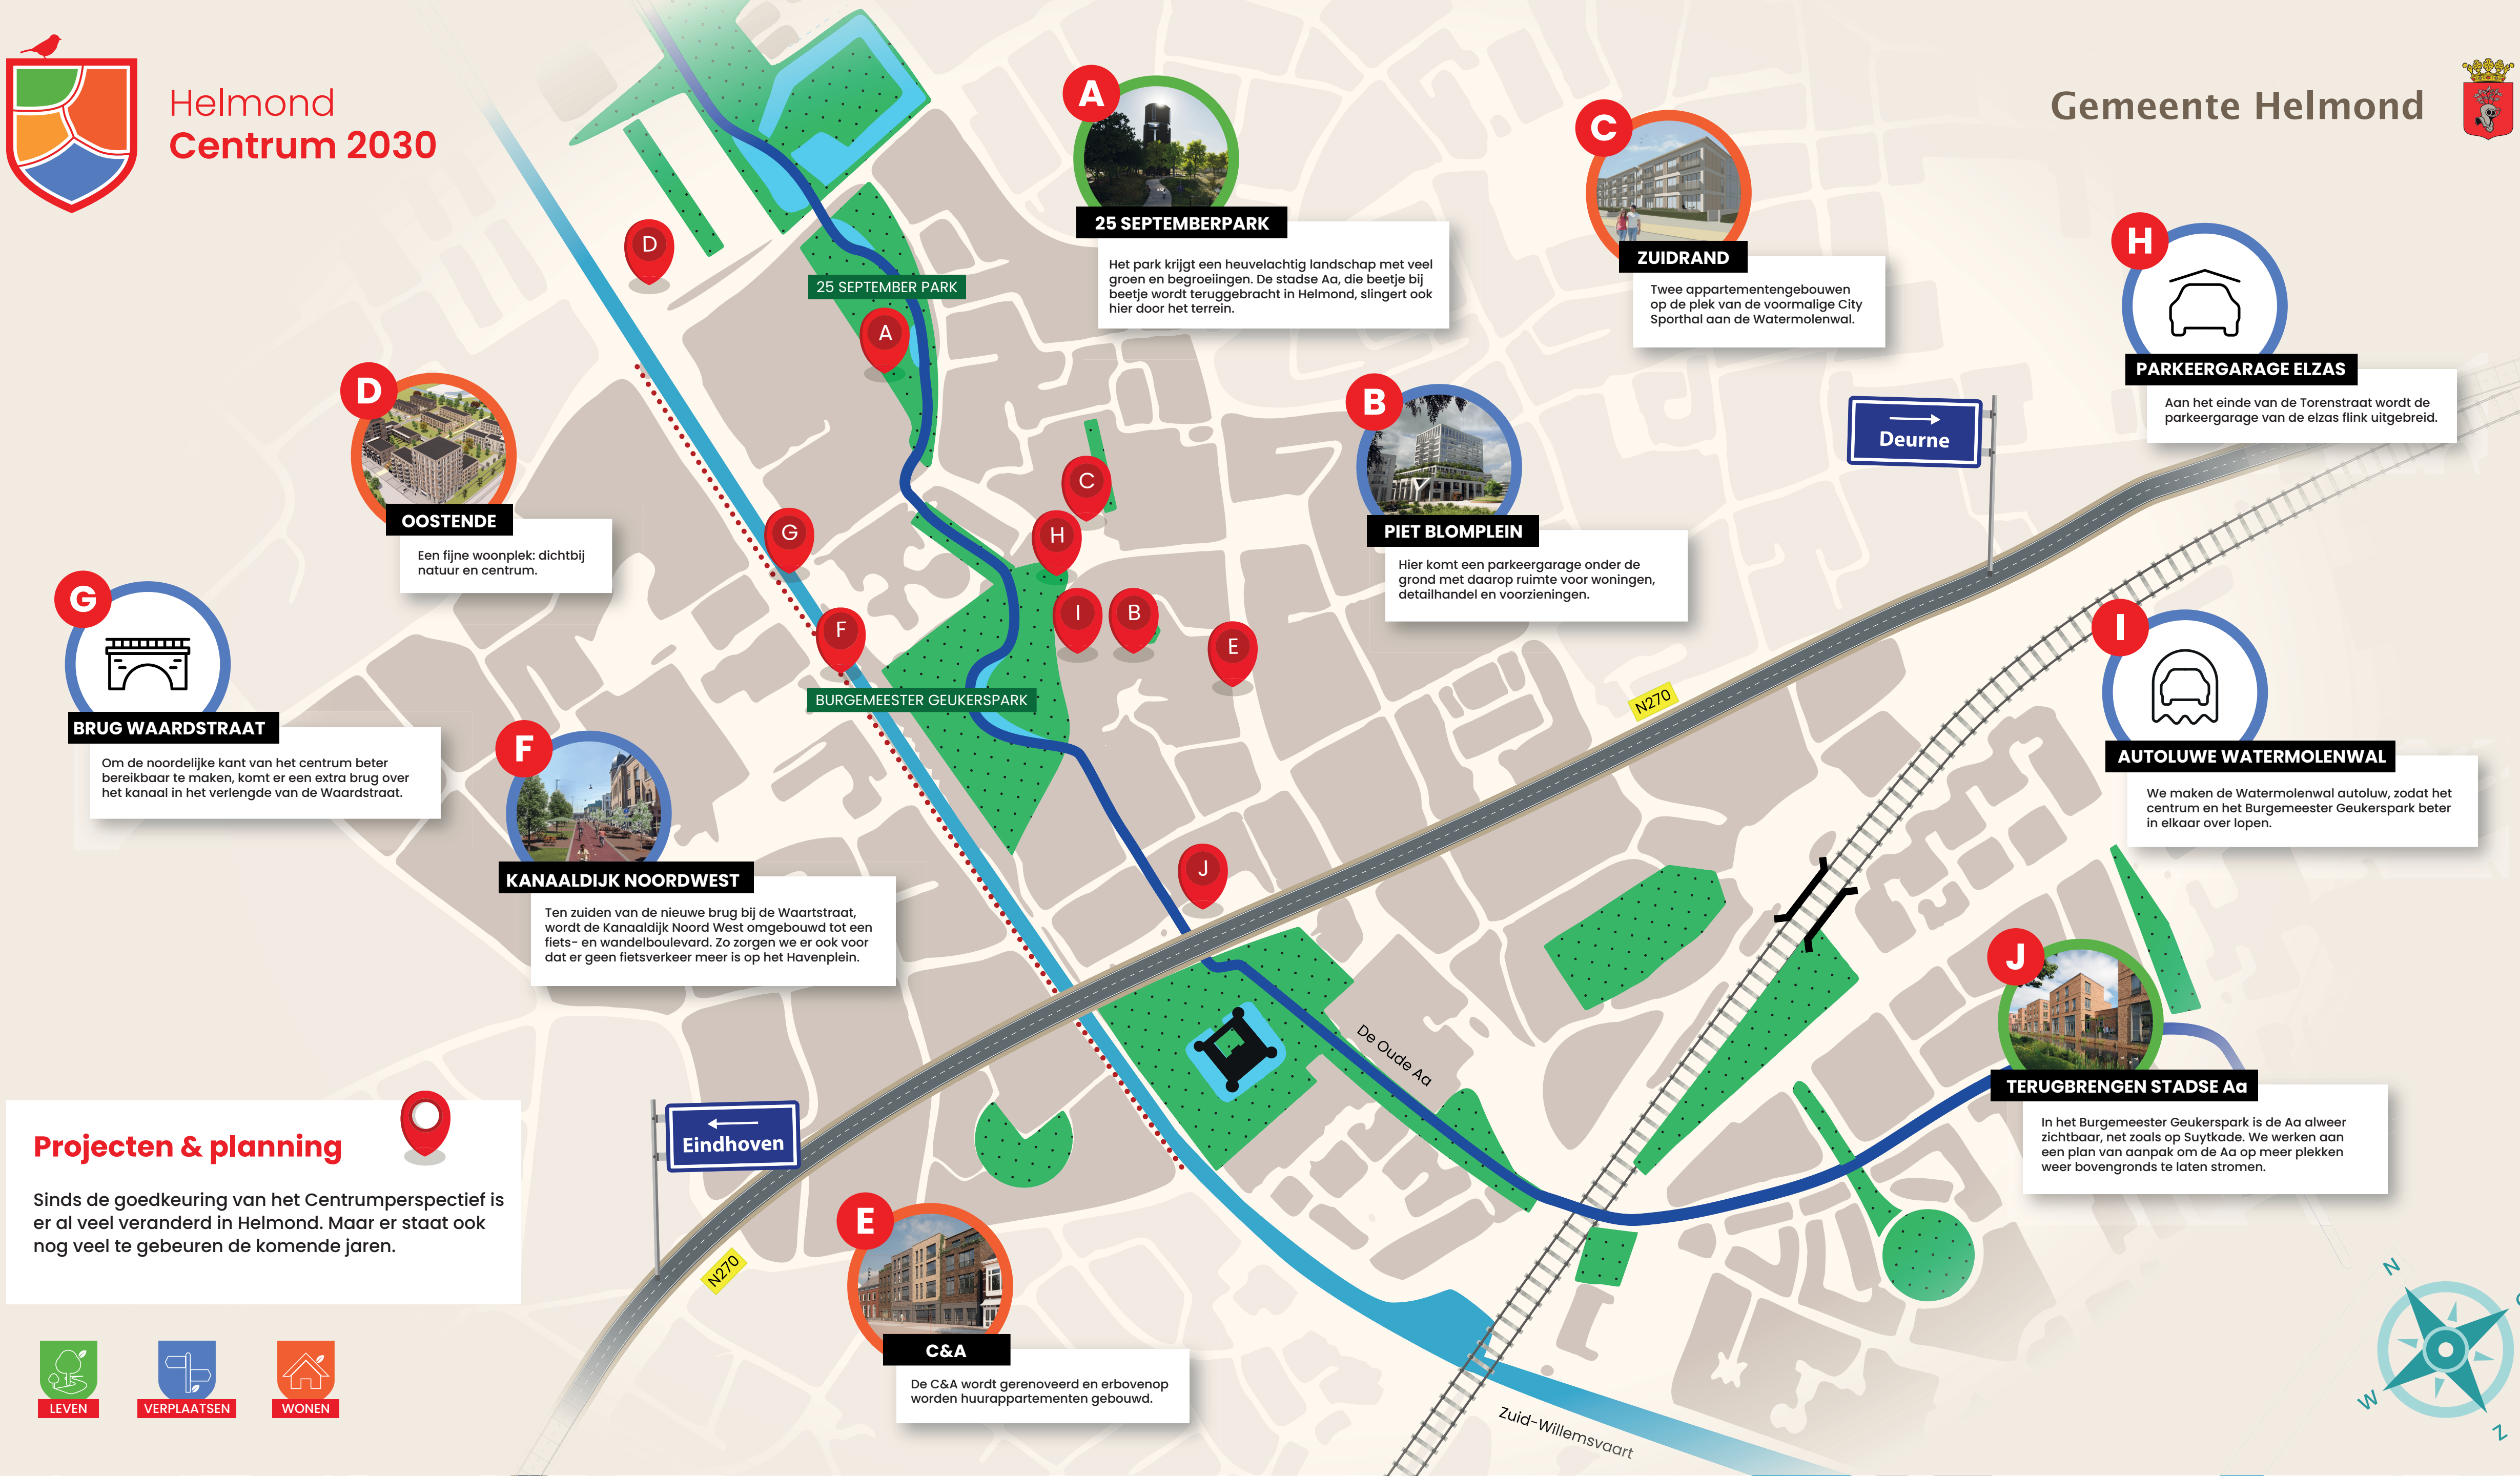 Helmond
Centrum 2030
Gemeente Helmond
A
25 SEPTEMBERPARK
Het park krijgt een heuvelachtig landschap met veel
groen en begroeiingen. De stadse Aa, die beetje bij
beetje wordt teruggebracht in Helmond, slingert ook
hier door het terrein.
C
ZUIDRAND
Twee appartementengebouwen
op de plek van de voormalige City
Sporthal aan de Watermolenwal.
H
PARKEERGARAGE ELZAS
Aan het einde van de Torenstraat wordt de
parkeergarage van de elzas flink uitgebreid.
D
OOSTENDE
Een fijne woonplek: dichtbij
natuur en centrum.
B
PIET BLOMPLEIN
Hier komt een parkeergarage onder de
grond met daarop ruimte voor woningen,
detailhandel en voorzieningen.
Deurne
G
BRUG WAARDSTRAAT
Om de noordelijke kant van het centrum beter
bereikbaar te maken, komt er een extra brug over
het kanaal in het verlengde van de Waardstraat.
F
KANAALDIJK NOORDWEST
Ten zuiden van de nieuwe brug bij de Waartstraat,
wordt de Kanaaldijk Noord West omgebouwd tot een
fiets- en wandelboulevard. Zo zorgen we er ook voor
dat er geen fietsverkeer meer is op het Havenplein.
I
AUTOLUWE WATERMOLENWAL
We maken de Watermolenwal autoluw, zodat het
centrum en het Burgemeester Geukerspark beter
in elkaar over lopen.
J
TERUGBRENGEN STADSE Aa
In het Burgemeester Geukerspark is de Aa alweer
zichtbaar, net zoals op Suytkade. We werken aan
een plan van aanpak om de Aa op meer plekken
weer bovengronds te laten stromen.
D
25 SEPTEMBER PARK
A
C
G
H
I
B
F
E
BURGEMEESTER GEUKERSPARK
N270
J
De Oude Aa
Eindhoven
N270
Projecten & planning
Sinds de goedkeuring van het Centrumperspectief is
er al veel veranderd in Helmond. Maar er staat ook
nog veel te gebeuren de komende jaren.
LEVEN
VERPLAATSEN
WONEN
E
C&A
De C&A wordt gerenoveerd en erbovenop
worden huurappartementen gebouwd.
Zuid-Willemsvaart
N
W
Z